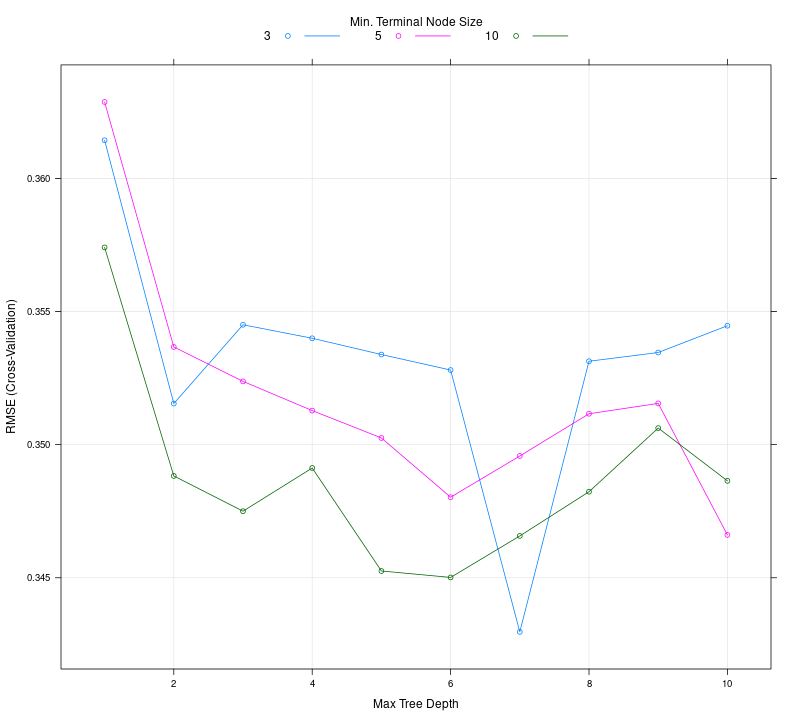 Min. Terminal Node Size
3 5 10
0.360
0.355
0.350
0.345
RMSE (Cross-Validation)
2 4 6 8 10
Max Tree Depth